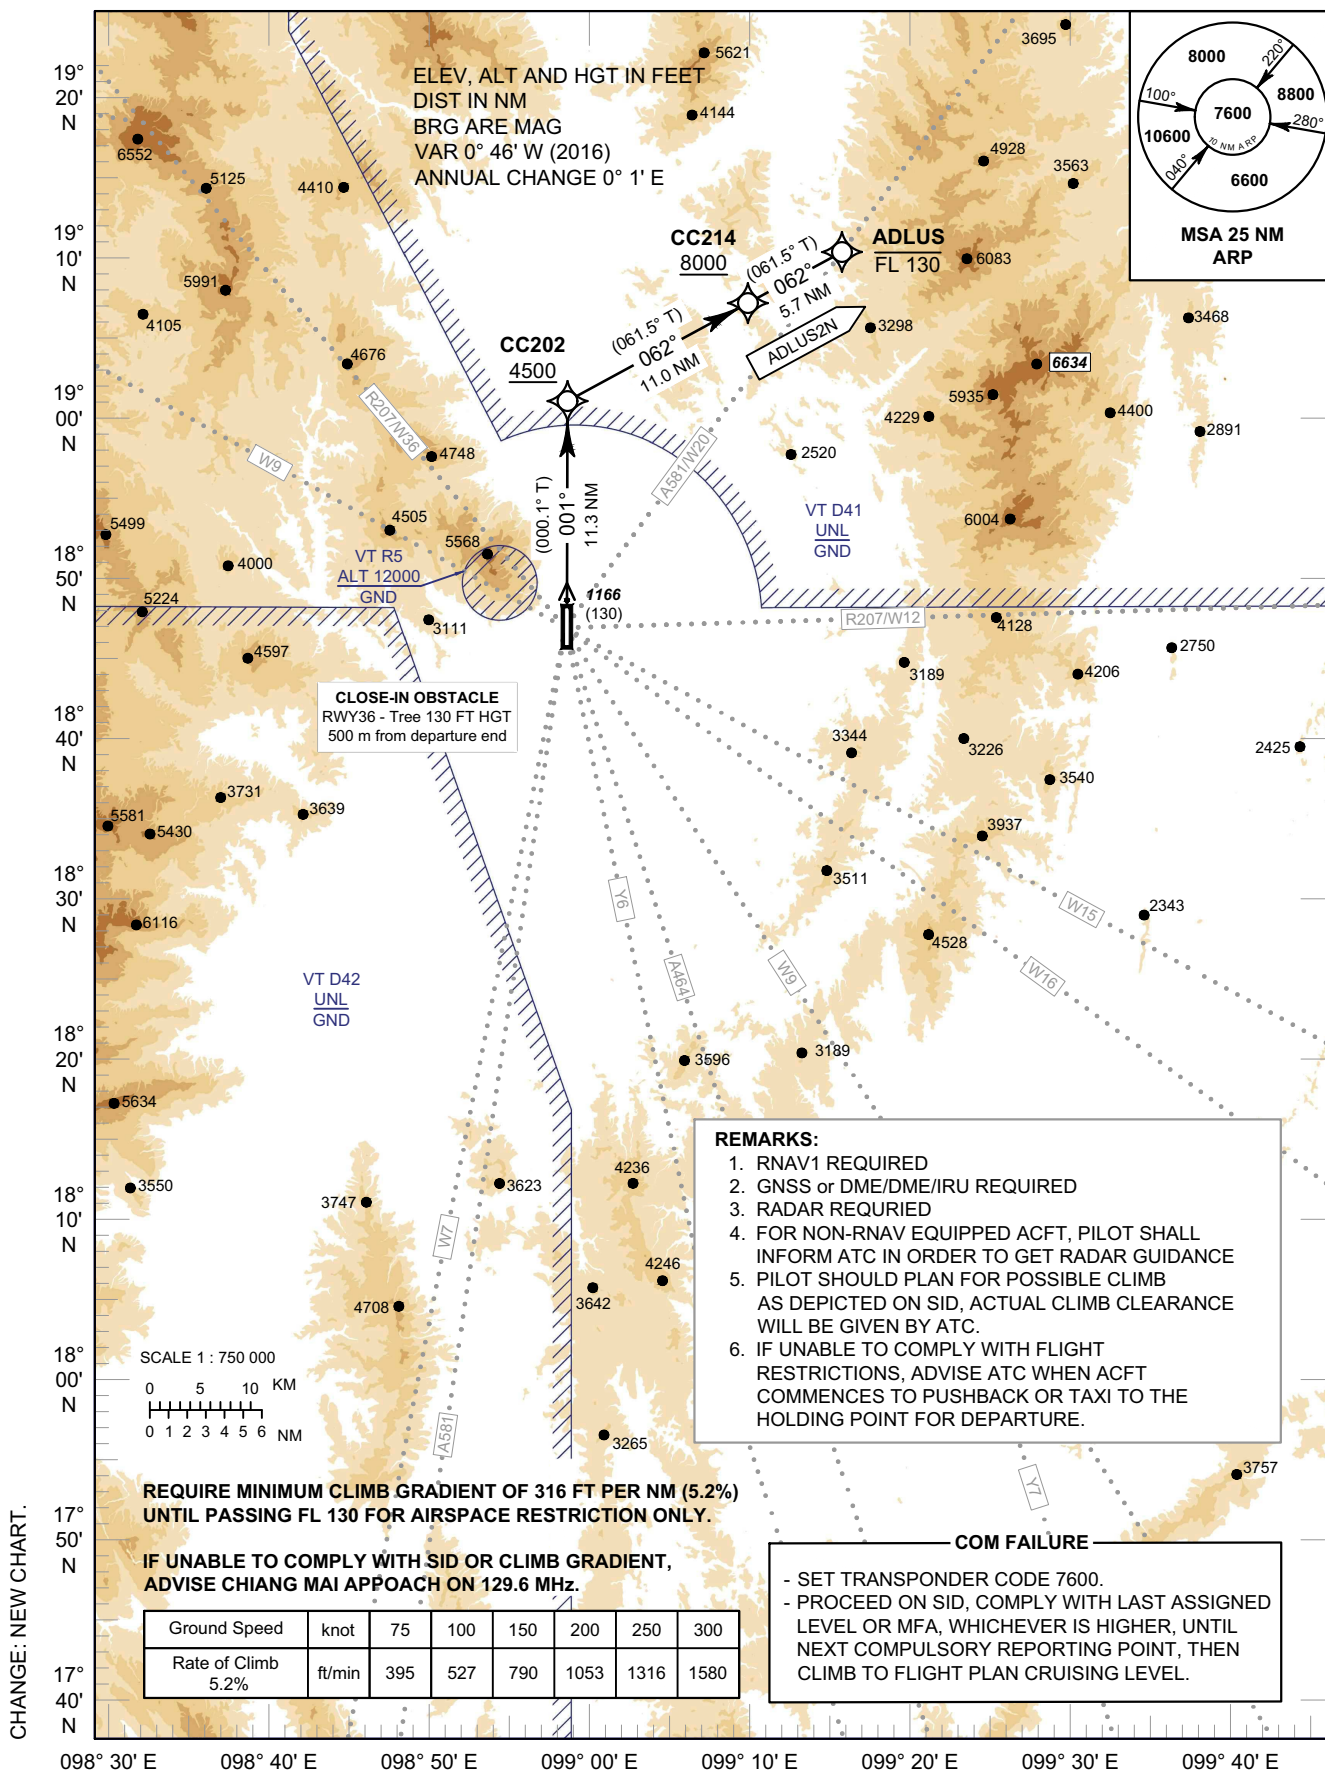 ELEV, ALT AND HGT IN FEET
DIST IN NM
BRG ARE MAG
VAR 0° 46' W (2016)
ANNUAL CHANGE 0° 1' E
8000
8800
7600
10 NM ARP
10600
6600
220°
100°
280°
040°
MSA 25 NM
ARP
19°
20'
N
19°
10'
N
19°
00'
N
18°
50'
N
18°
40'
N
18°
30'
N
18°
20'
N
18°
10'
N
18°
00'
N
17°
50'
N
17°
40'
N
3695
5621
4144
6552
5125
4410
4928
3563
6083
5991
4105
4676
3298
3468
6634
5935
4229
4400
2891
4748
2520
5499
4505
5568
4000
6004
5224
3111
4597
4128
3189
2750
4206
3344
3226
3540
2425
3731
3639
5581
5430
3937
3511
2343
4528
6116
3596
3189
5634
3550
3747
3623
4236
4246
3642
4708
3265
3757
CC214
8000
ADLUS
FL 130
CC202
4500
(061.5° T)
062°
11.0 NM
(061.5° T)
062°
5.7 NM
ADLUS2N
(000.1° T)
001°
11.3 NM
1166
(130)
R207/W36
W9
A581/W20
R207/W12
Y6
A464
W9
W15
W16
W7
A581
Y7
VT D41
UNL
GND
VT R5
ALT 12000
GND
VT D42
UNL
GND
CLOSE-IN OBSTACLE
RWY36 - Tree 130 FT HGT
500 m from departure end
REMARKS:
1. RNAV1 REQUIRED
2. GNSS or DME/DME/IRU REQUIRED
3. RADAR REQURIED
4. FOR NON-RNAV EQUIPPED ACFT, PILOT SHALL
INFORM ATC IN ORDER TO GET RADAR GUIDANCE
5. PILOT SHOULD PLAN FOR POSSIBLE CLIMB
AS DEPICTED ON SID, ACTUAL CLIMB CLEARANCE
WILL BE GIVEN BY ATC.
6. IF UNABLE TO COMPLY WITH FLIGHT
RESTRICTIONS, ADVISE ATC WHEN ACFT
COMMENCES TO PUSHBACK OR TAXI TO THE
HOLDING POINT FOR DEPARTURE.
SCALE 1 : 750 000
0 5 10 KM
0 1 2 3 4 5 6 NM
REQUIRE MINIMUM CLIMB GRADIENT OF 316 FT PER NM (5.2%)
UNTIL PASSING FL 130 FOR AIRSPACE RESTRICTION ONLY.
IF UNABLE TO COMPLY WITH SID OR CLIMB GRADIENT,
ADVISE CHIANG MAI APPOACH ON 129.6 MHz.
Ground Speed knot 75 100 150 200 250 300
Rate of Climb 5.2% ft/min 395 527 790 1053 1316 1580
COM FAILURE
- SET TRANSPONDER CODE 7600.
- PROCEED ON SID, COMPLY WITH LAST ASSIGNED
LEVEL OR MFA, WHICHEVER IS HIGHER, UNTIL
NEXT COMPULSORY REPORTING POINT, THEN
CLIMB TO FLIGHT PLAN CRUISING LEVEL.
CHANGE: NEW CHART.
098° 30' E 098° 40' E 098° 50' E 099° 00' E 099° 10' E 099° 20' E 099° 30' E 099° 40' E